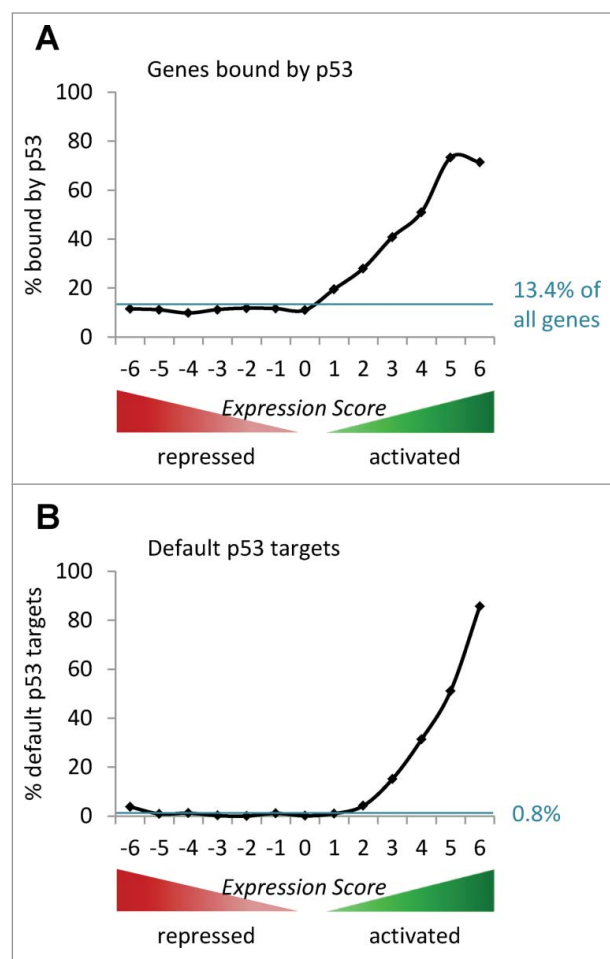 A
Genes bound by p53
% bound by p53
100
80
60
40
20
0
13.4% of
all genes
-6 -5 -4 -3 -2 -1 0 1 2 3 4 5 6
Expression Score
repressed activated
B
Default p53 targets
% default p53 targets
100
80
60
40
20
0
0.8%
-6 -5 -4 -3 -2 -1 0 1 2 3 4 5 6
Expression Score
repressed activated